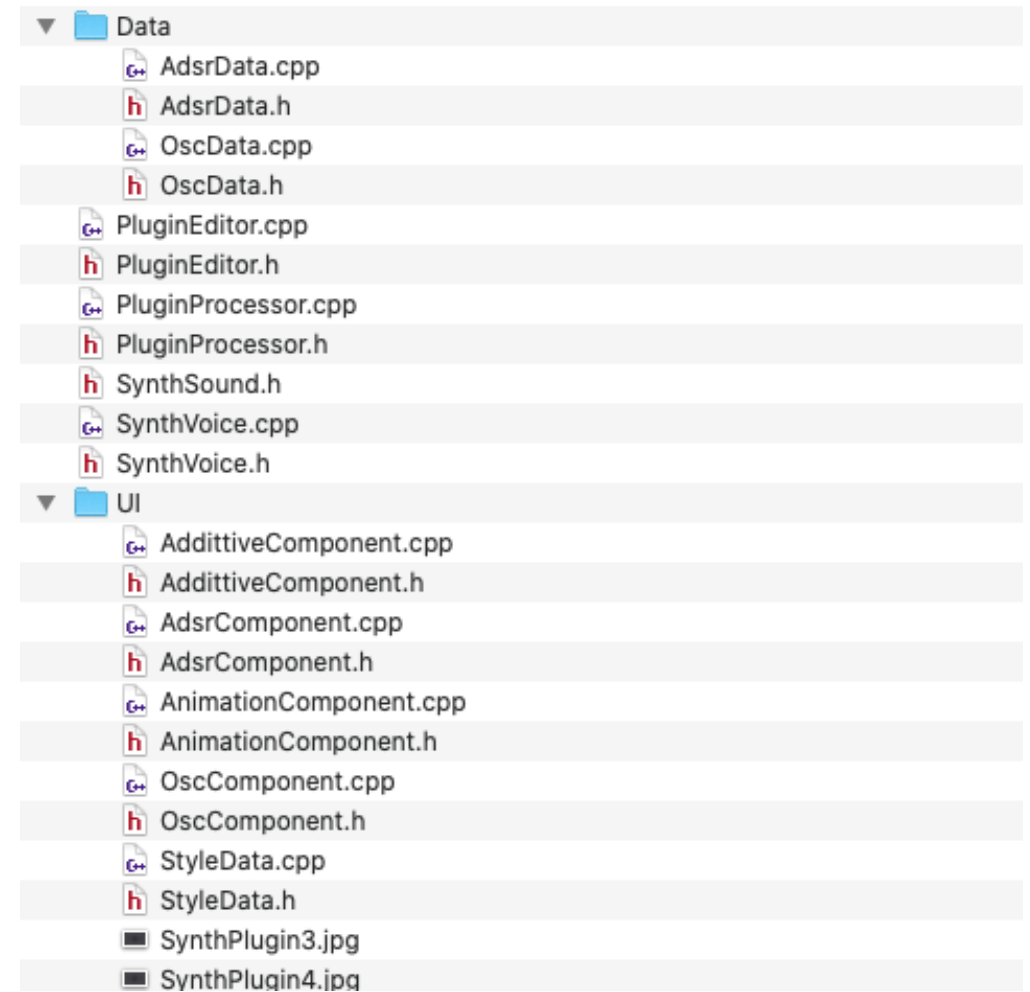 Data
AdsrData.cpp
AdsrData.h
OscData.cpp
OscData.h
PluginEditor.cpp
PluginEditor.h
PluginProcessor.cpp
PluginProcessor.h
SynthSound.h
SynthVoice.cpp
SynthVoice.h
UI
AddittiveComponent.cpp
AddittiveComponent.h
AdsrComponent.cpp
AdsrComponent.h
AnimationComponent.cpp
AnimationComponent.h
OscComponent.cpp
OscComponent.h
StyleData.cpp
StyleData.h
SynthPlugin3.jpg
SynthPlugin4.jpg